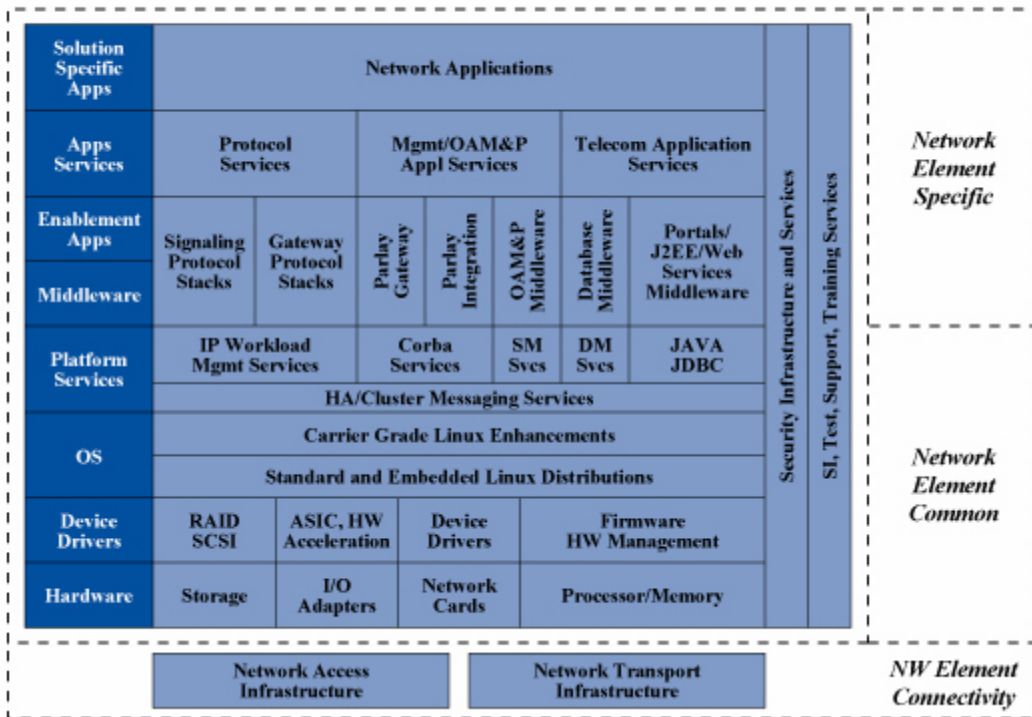 Solution
Specific
Apps
Network Applications
Apps
Services
Protocol
Services
Mgmt/OAM&P
Appl Services
Telecom Application
Services
Enablement
Apps
Middleware
Signaling
Protocol
Stacks
Gateway
Protocol
Stacks
Parlay
Gateway
Parlay
Integration
OAM&P
Middleware
Database
Middleware
Portals/
J2EE/Web
Services
Middleware
Platform
Services
IP Workload
Mgmt Services
Corba
Services
SM
Svcs
DM
Svcs
JAVA
JDBC
HA/Cluster Messaging Services
OS
Carrier Grade Linux Enhancements
Standard and Embedded Linux Distributions
Device
Drivers
RAID
SCSI
ASIC, HW
Acceleration
Device
Drivers
Firmware
HW Management
Hardware
Storage
I/O
Adapters
Network
Cards
Processor/Memory
Security Infrastructure and Services
SI, Test, Support, Training Services
Network
Element
Specific
Network
Element
Common
Network Access
Infrastructure
Network Transport
Infrastructure
NW Element
Connectivity